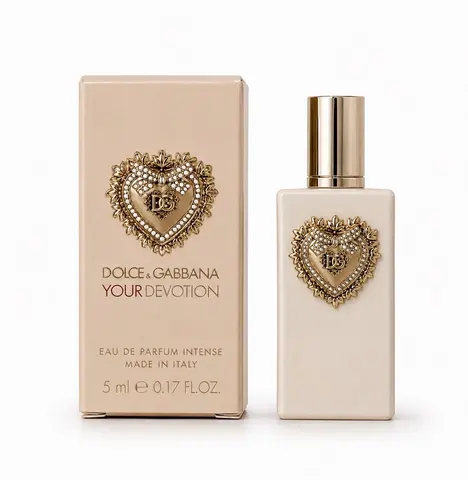 DG
DOLCE & GABBANA
YOUR DEVOTION
EAU DE PARFUM INTENSE
MADE IN ITALY
5 ml ℮ 0.17 FL.OZ.
DG